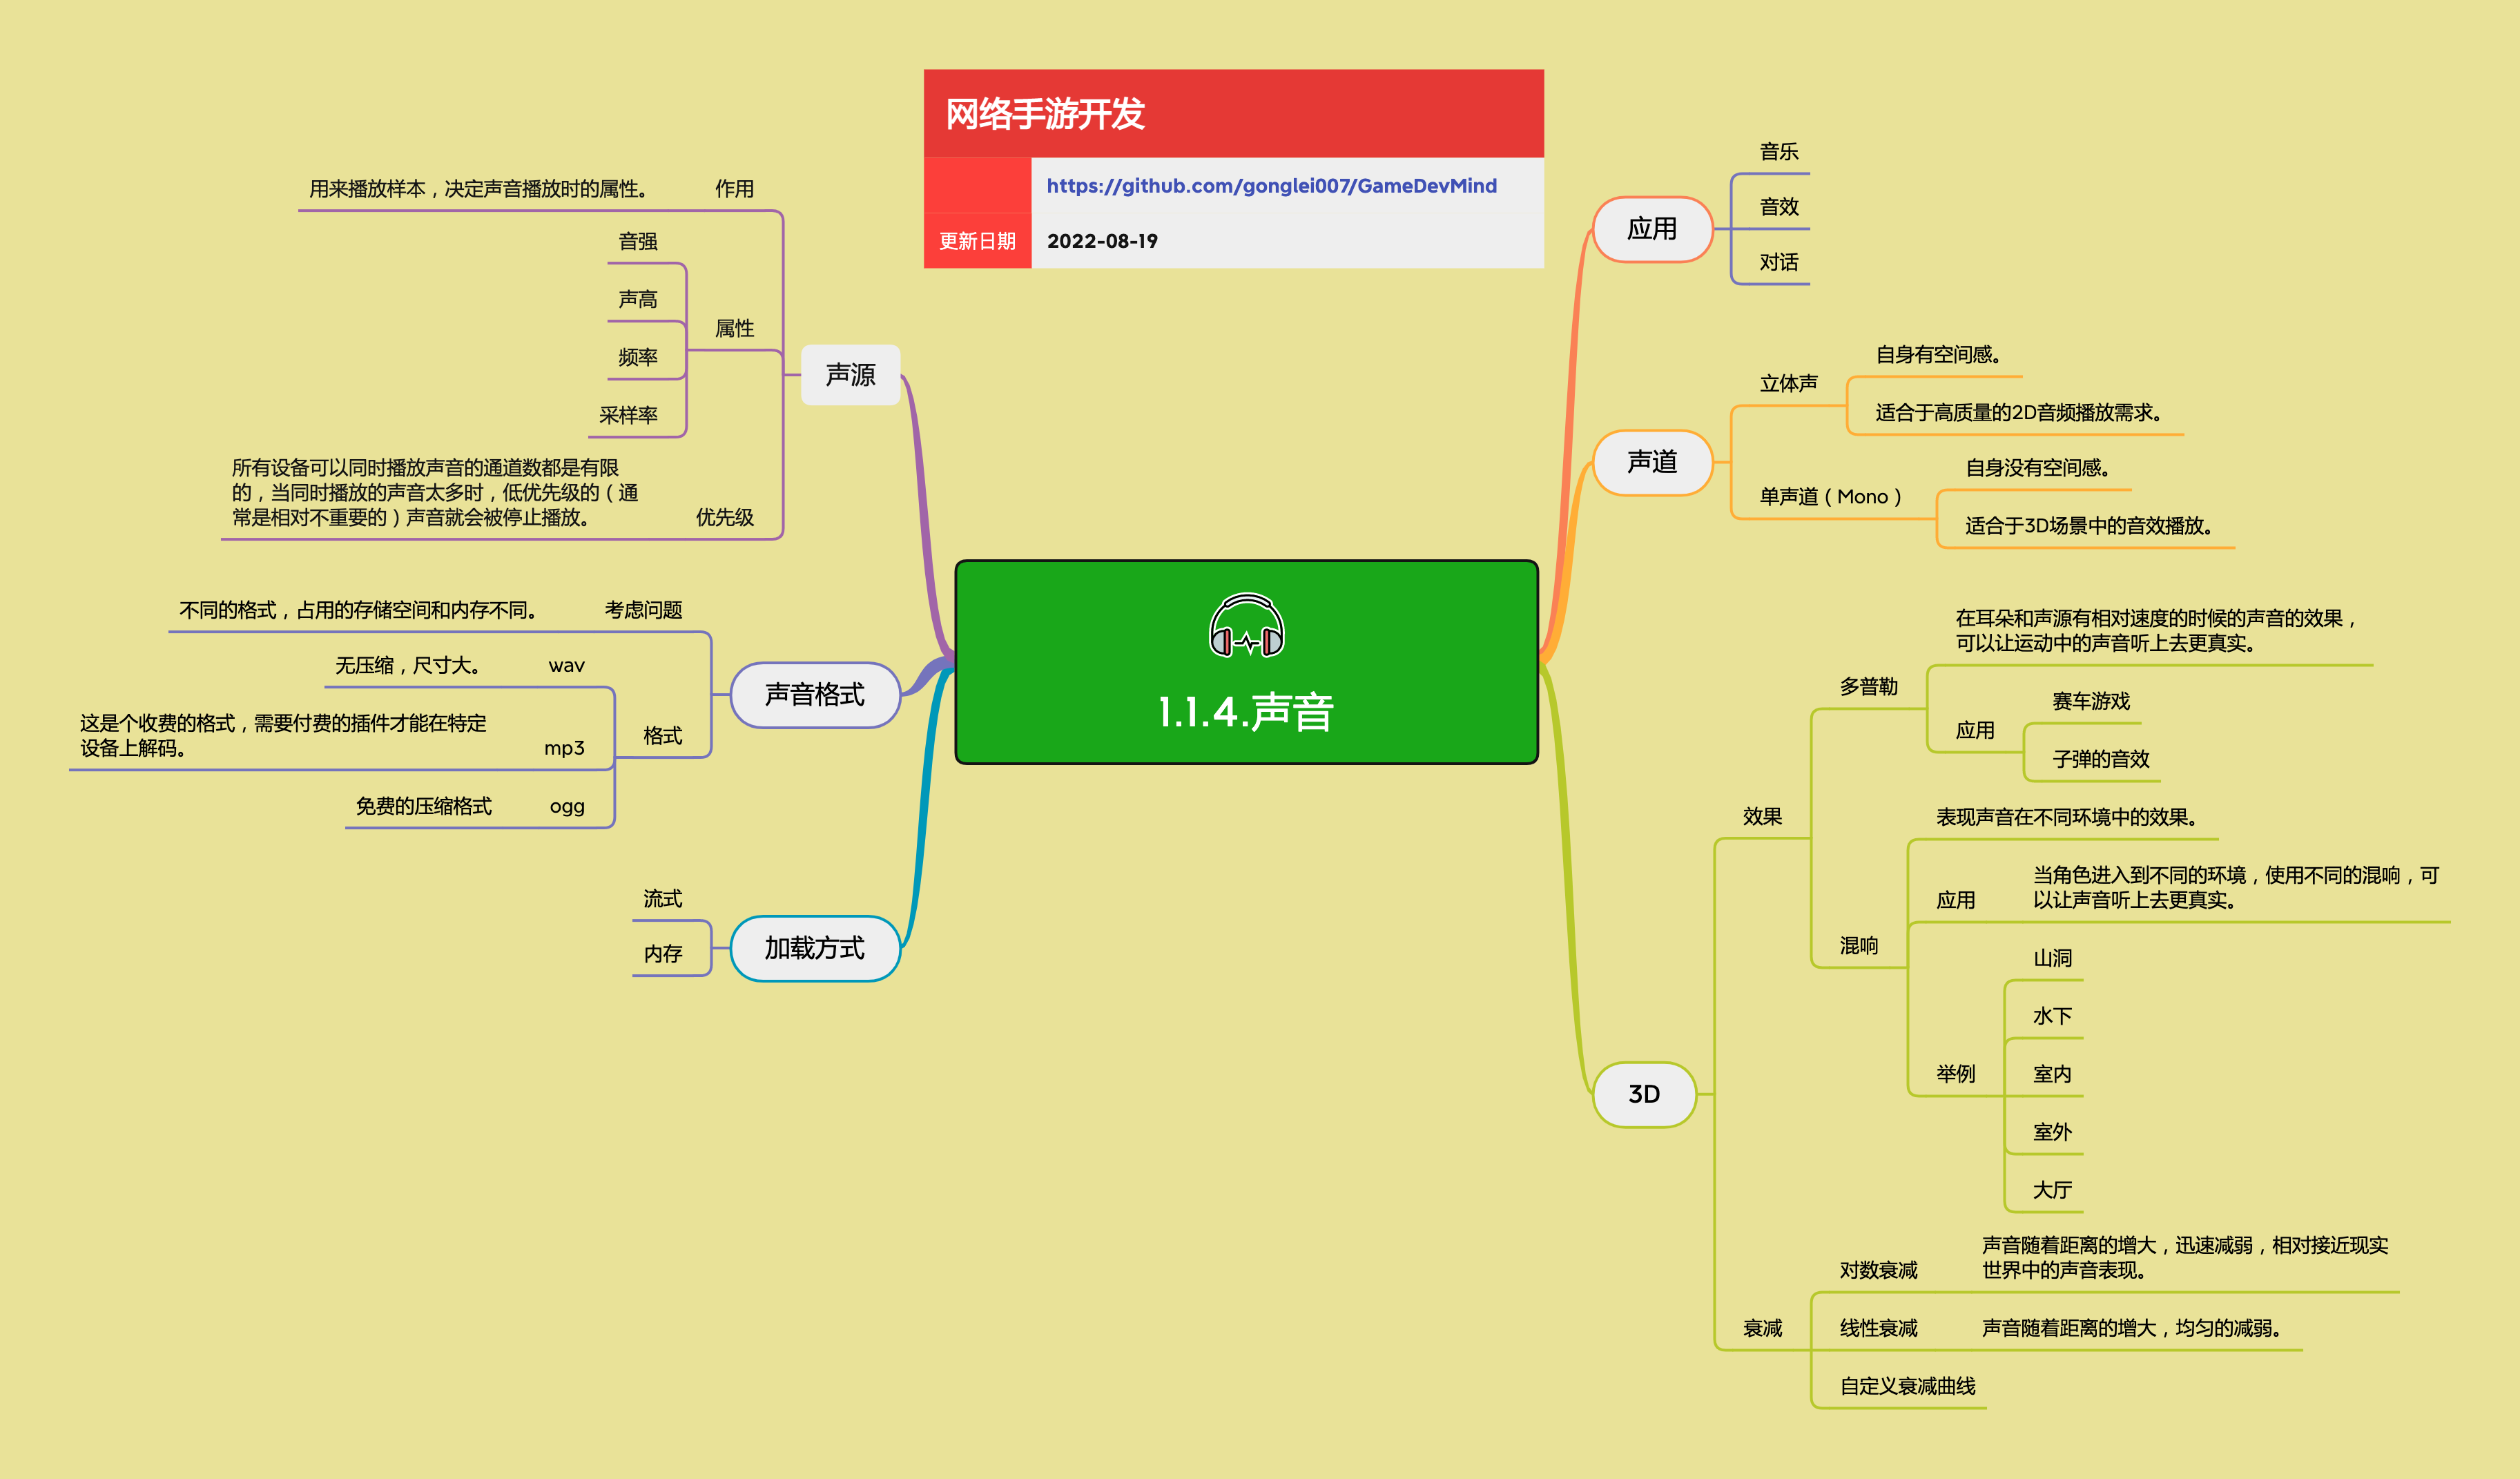 网络手游开发
https://github.com/gonglei007/GameDevMind
更新日期
2022-08-19
1.1.4.声音
应用
音乐
音效
对话
声道
立体声
自身有空间感。
适合于高质量的2D音频播放需求。
单声道（Mono）
自身没有空间感。
适合于3D场景中的音效播放。
3D
效果
多普勒
在耳朵和声源有相对速度的时候的声音的效果，
可以让运动中的声音听上去更真实。
应用
赛车游戏
子弹的音效
混响
表现声音在不同环境中的效果。
应用
当角色进入到不同的环境，使用不同的混响，可
以让声音听上去更真实。
举例
山洞
水下
室内
室外
大厅
衰减
对数衰减
声音随着距离的增大，迅速减弱，相对接近现实
世界中的声音表现。
线性衰减
声音随着距离的增大，均匀的减弱。
自定义衰减曲线
声源
作用
用来播放样本，决定声音播放时的属性。
属性
音强
声高
频率
采样率
优先级
所有设备可以同时播放声音的通道数都是有限
的，当同时播放的声音太多时，低优先级的（通
常是相对不重要的）声音就会被停止播放。
声音格式
考虑问题
不同的格式，占用的存储空间和内存不同。
格式
wav
无压缩，尺寸大。
mp3
这是个收费的格式，需要付费的插件才能在特定
设备上解码。
ogg
免费的压缩格式
加载方式
流式
内存